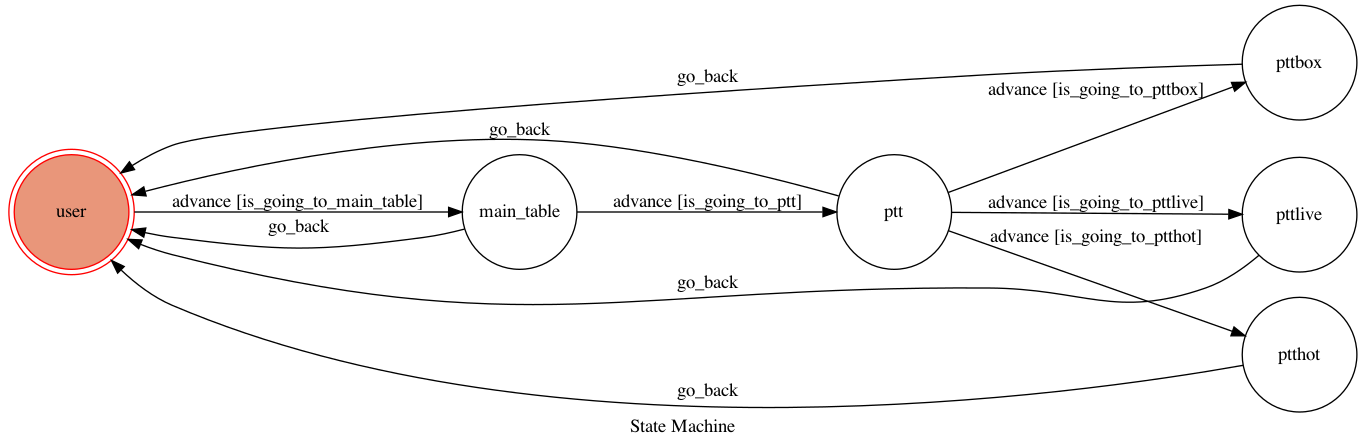 pttbox
go_back
advance [is_going_to_pttbox]
go_back
user
advance [is_going_to_main_table]
go_back
main_table
advance [is_going_to_ptt]
ptt
advance [is_going_to_pttlive]
pttlive
advance [is_going_to_ptthot]
go_back
ptthot
go_back
State Machine